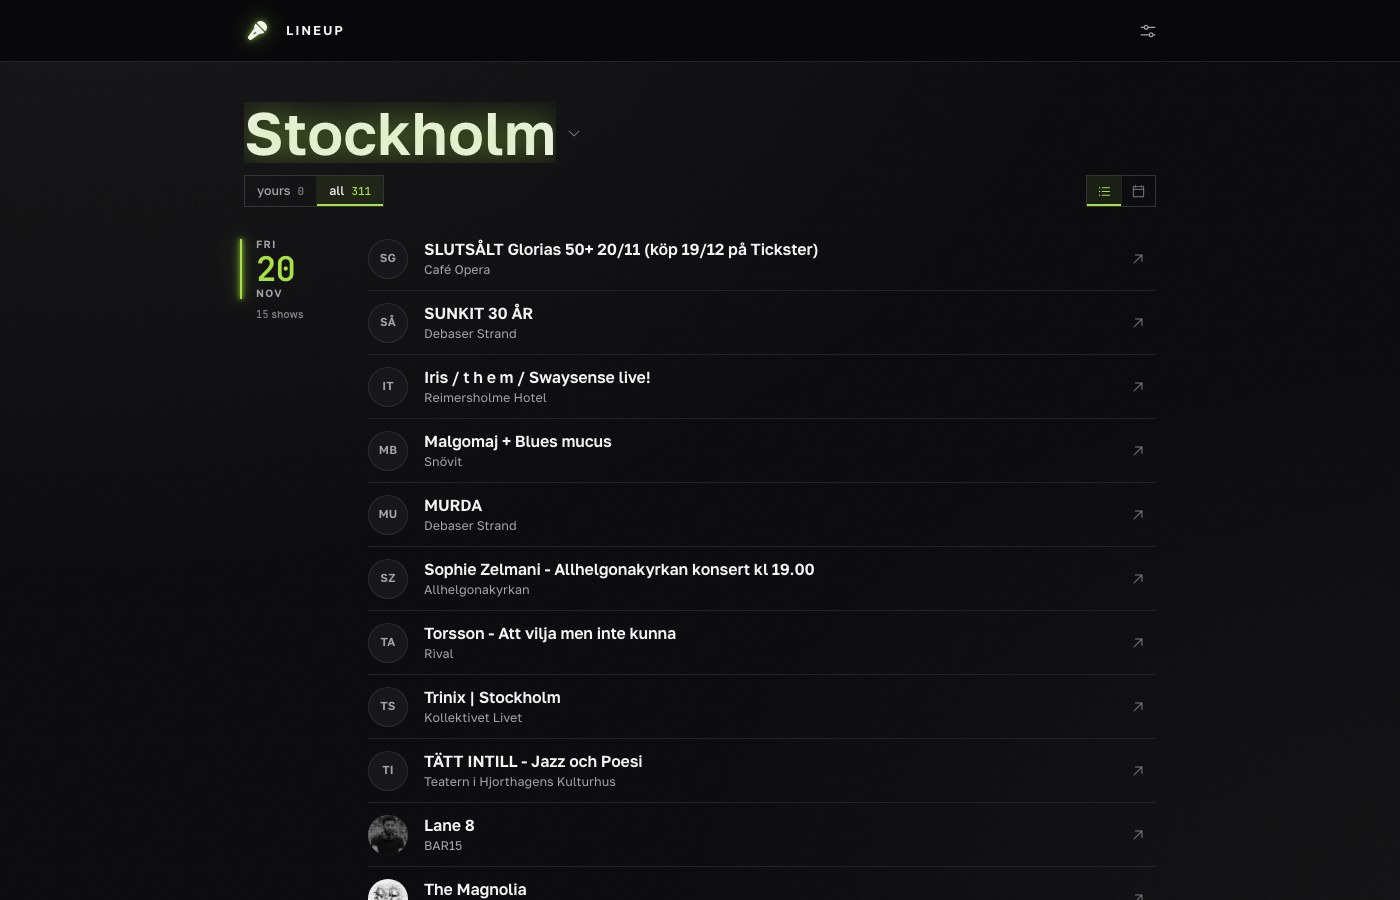 LINEUP
Stockholm
yours 0 all 311
FRI
20
NOV
15 shows
SG
SLUTSÅLT Glorias 50+ 20/11 (köp 19/12 på Tickster)
Café Opera
SÅ
SUNKIT 30 ÅR
Debaser Strand
IT
Iris / t h e m / Swaysense live!
Reimersholme Hotel
MB
Malgomaj + Blues mucus
Snövit
MU
MURDA
Debaser Strand
SZ
Sophie Zelmani - Allhelgonakyrkan konsert kl 19.00
Allhelgonakyrkan
TA
Torsson - Att vilja men inte kunna
Rival
TS
Trinix | Stockholm
Kollektivet Livet
TI
TÄTT INTILL - Jazz och Poesi
Teatern i Hjorthagens Kulturhus
Lane 8
BAR15
The Magnolia